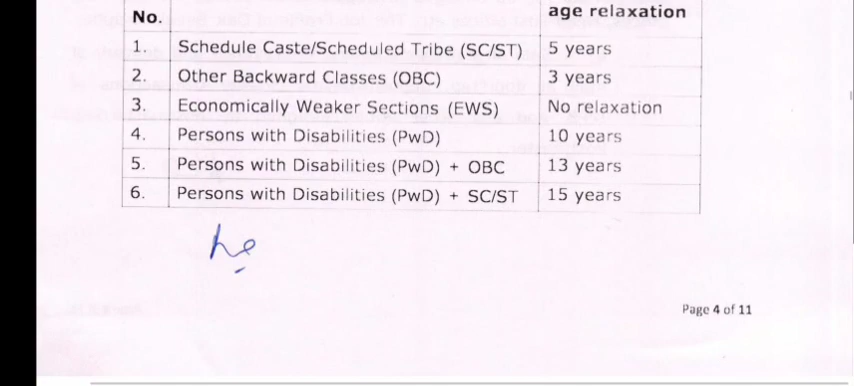 age relaxation
No.
1. Schedule Caste/Scheduled Tribe (SC/ST) 5 years
2. Other Backward Classes (OBC) 3 years
3. Economically Weaker Sections (EWS) No relaxation
4. Persons with Disabilities (PwD) 10 years
5. Persons with Disabilities (PwD) + OBC 13 years
6. Persons with Disabilities (PwD) + SC/ST 15 years
Page 4 of 11